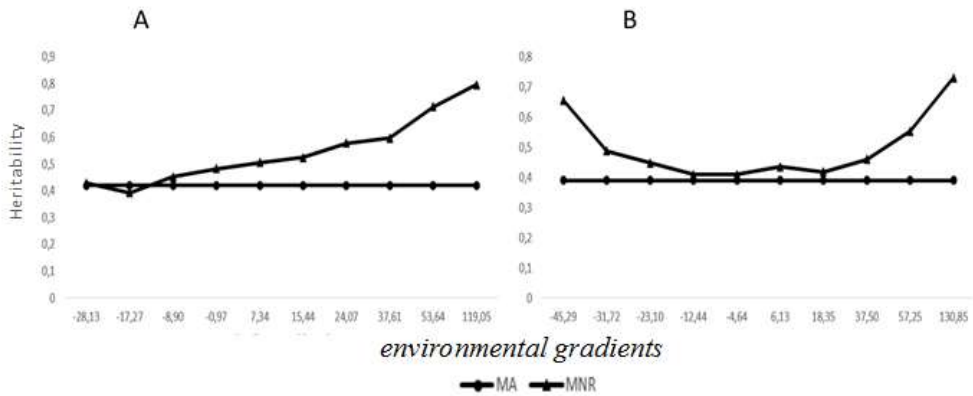 A
B
0,9
0,8
0,7
0,6
0,5
0,4
0,3
0,2
0,1
0
Heritability
-28,13 -17,27 -8,90 -0,97 7,34 15,44 24,07 37,61 53,64 119,05
0,8
0,7
0,6
0,5
0,4
0,3
0,2
0,1
0
-45,29 -31,72 -23,10 -12,44 -4,64 6,13 18,35 37,50 57,25 130,85
environmental gradients
MA MNR